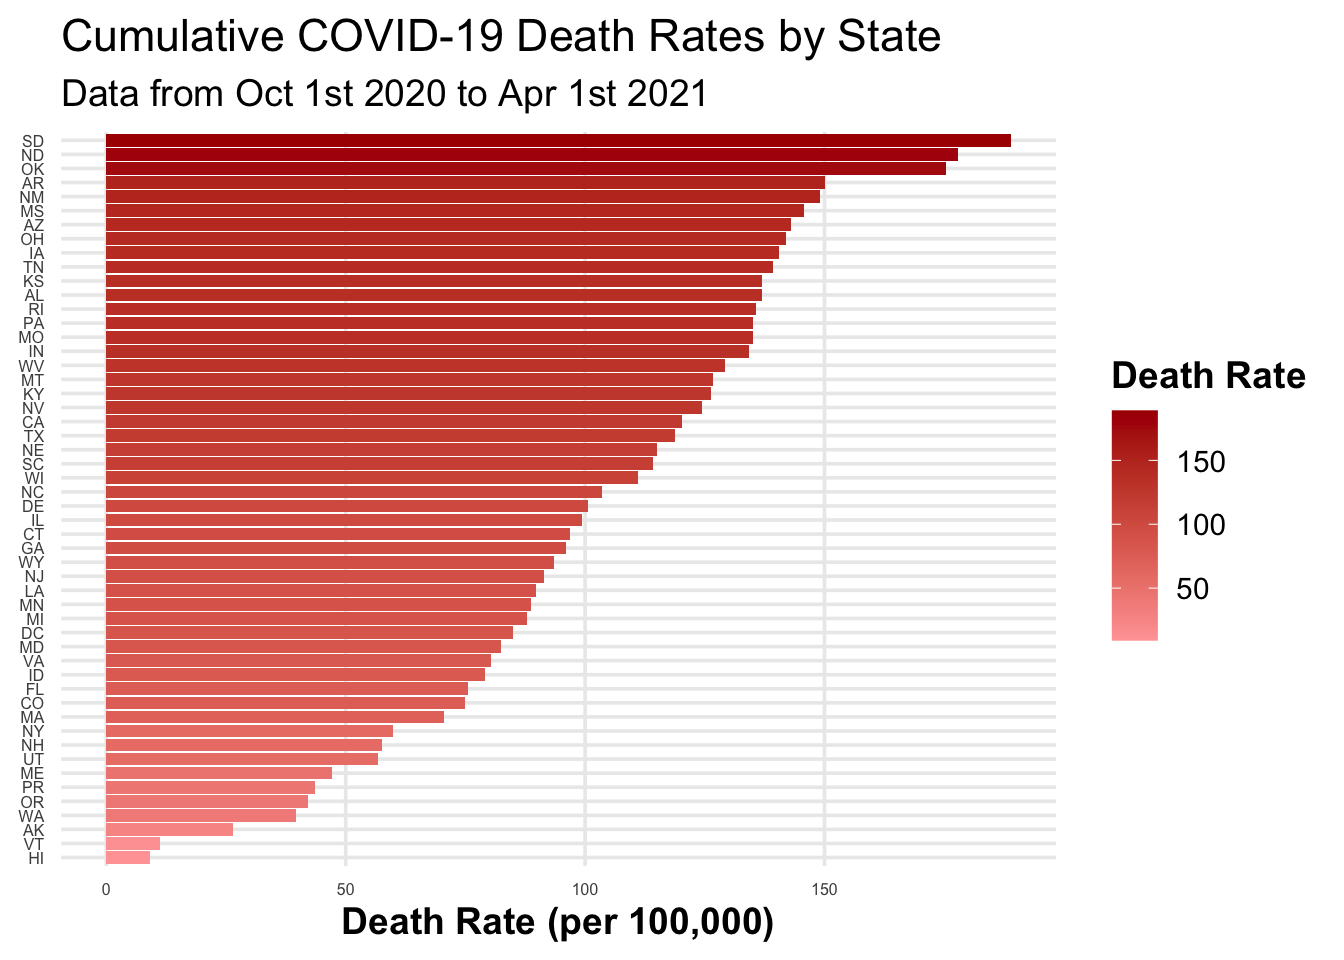 Cumulative COVID-19 Death Rates by State
Data from Oct 1st 2020 to Apr 1st 2021
SD
ND
OK
AR
NM
MS
AZ
OH
IA
TN
KS
AL
RI
PA
MO
IN
WV
MT
KY
NV
CA
TX
NE
SC
WI
NC
DE
IL
CT
GA
WY
NJ
LA
MN
MI
DC
MD
VA
ID
FL
CO
MA
NY
NH
UT
ME
PR
OR
WA
AK
VT
HI
0 50 100 150
Death Rate (per 100,000)
Death Rate
150
100
50